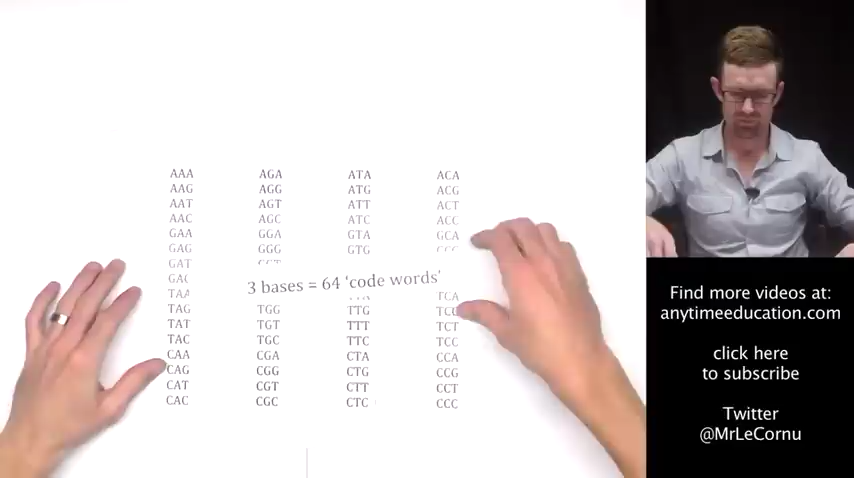 AAA AGA ATA ACA
AAG AGG ATG ACG
AAT AGT ATT ACT
AAC AGC ATC ACC
GAA GGA GTA GCA
GAG GGG GTG
GAT
3 bases = 64 ‘code words’
TCA
TAG TGG TTG
TAT TGT TTT TCT
TAC TGC TTC TCC
CAA CGA CTA CCA
CAG CGG CTG CCG
CAT CGT CTT CCT
CAC CGC CTC CCC
Find more videos at:
anytimeeducation.com
click here
to subscribe
Twitter
@MrLeCornu